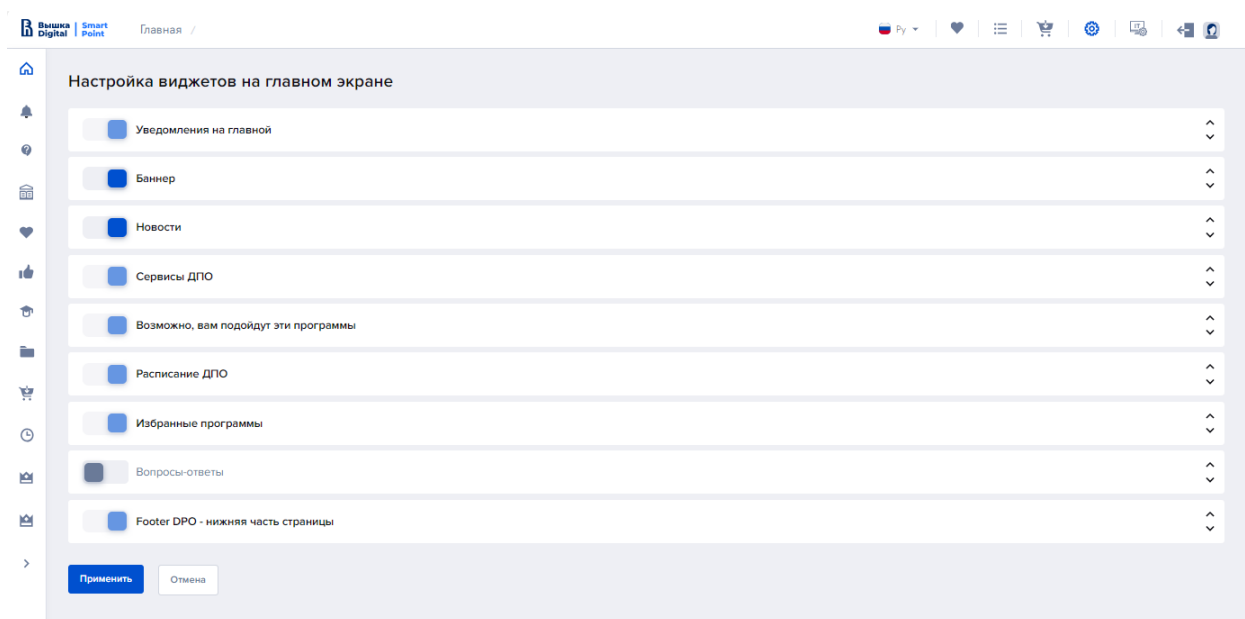 Вышка | Smart
Digital | Point
Главная /
Ру
Настройка виджетов на главном экране
Уведомления на главной
Баннер
Новости
Сервисы ДПО
Возможно, вам подойдут эти программы
Расписание ДПО
Избранные программы
Вопросы-ответы
Footer DPO - нижняя часть страницы
Применить
Отмена